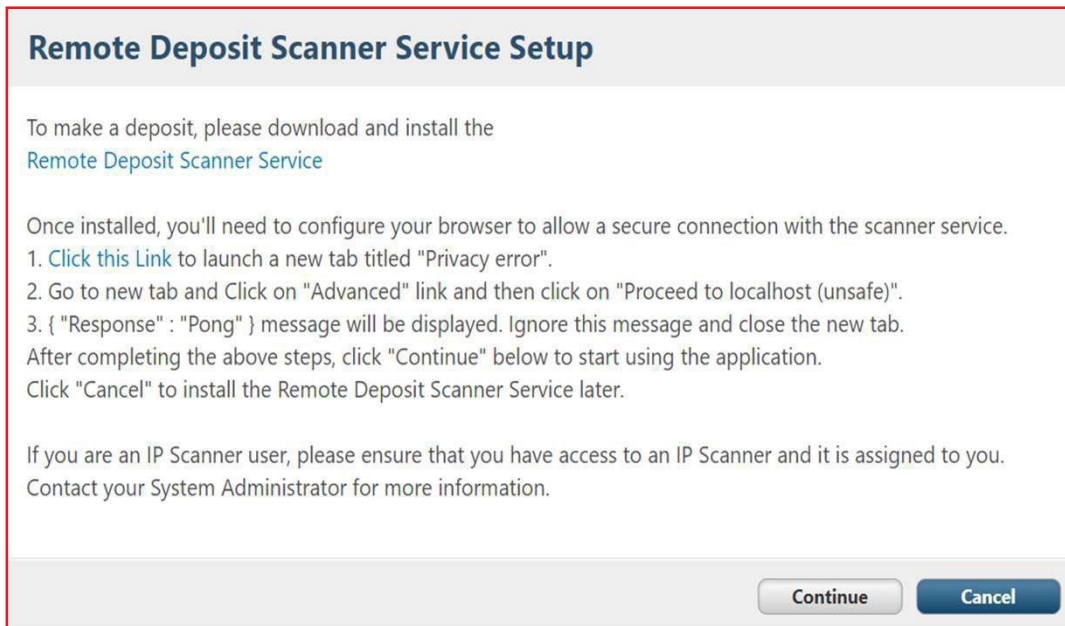 Remote Deposit Scanner Service Setup
To make a deposit, please download and install the
Remote Deposit Scanner Service
Once installed, you'll need to configure your browser to allow a secure connection with the scanner service.
1. Click this Link to launch a new tab titled "Privacy error".
2. Go to new tab and Click on "Advanced" link and then click on "Proceed to localhost (unsafe)".
3. { "Response" : "Pong" } message will be displayed. Ignore this message and close the new tab.
After completing the above steps, click "Continue" below to start using the application.
Click "Cancel" to install the Remote Deposit Scanner Service later.
If you are an IP Scanner user, please ensure that you have access to an IP Scanner and it is assigned to you.
Contact your System Administrator for more information.
Continue Cancel